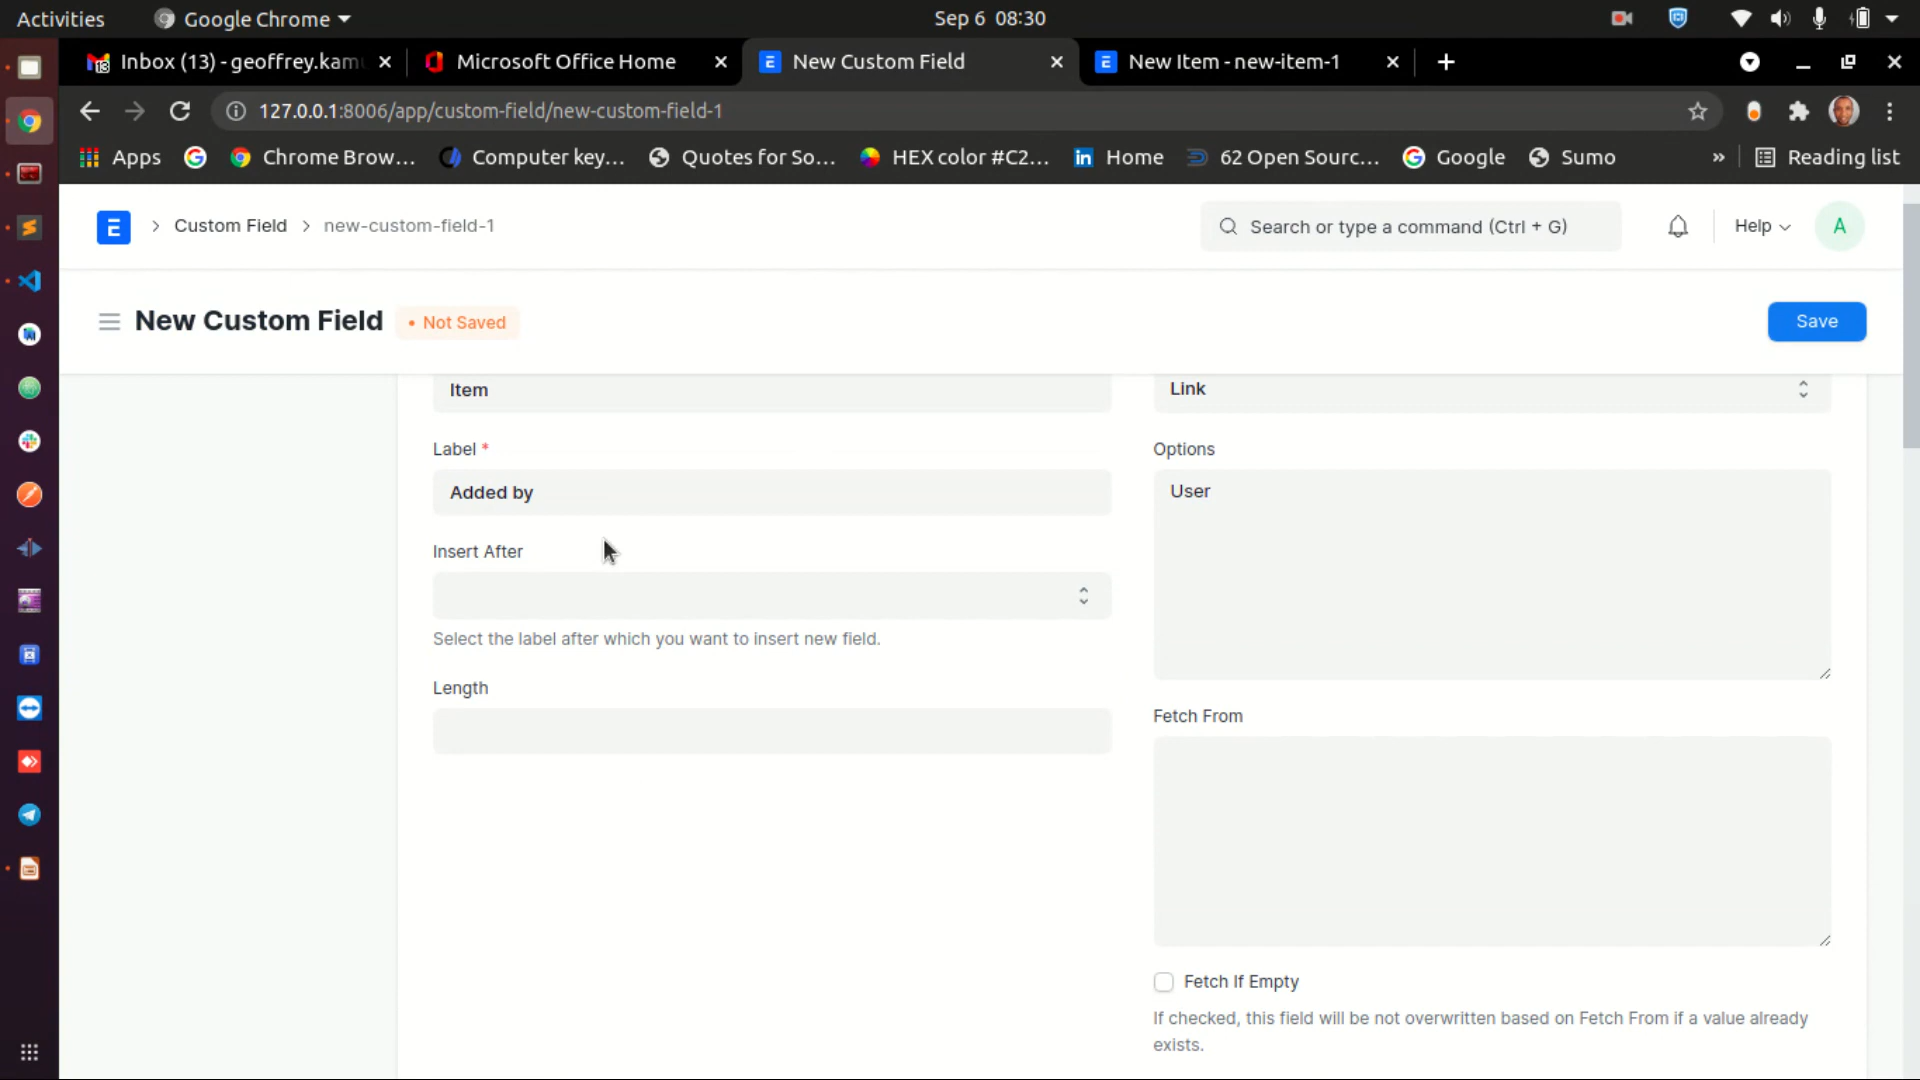 Activities
Google Chrome
Sep 6 08:30
Inbox (13) - geoffrey.kam
Microsoft Office Home
New Custom Field
New Item - new-item-1
127.0.0.1:8006/app/custom-field/new-custom-field-1
Apps
Chrome Brow...
Computer key...
Quotes for So...
HEX color #C2...
Home
62 Open Sourc...
Google
Sumo
»
Reading list
E
Custom Field
new-custom-field-1
Search or type a command (Ctrl + G)
Help
A
New Custom Field
• Not Saved
Save
Item
Link
Label *
Options
Added by
User
Insert After
Select the label after which you want to insert new field.
Length
Fetch From
Fetch If Empty
If checked, this field will be not overwritten based on Fetch From if a value already
exists.